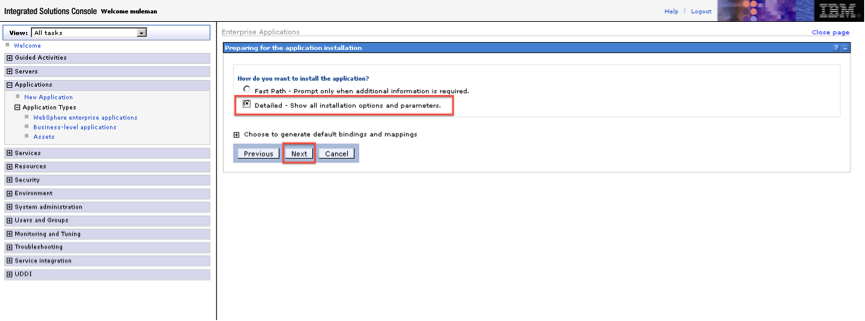 Integrated Solutions Console Welcome muleman
Help
Logout
IBM
View: All tasks
Welcome
Guided Activities
Servers
Applications
New Application
Application Types
WebSphere enterprise applications
Business-level applications
Assets
Services
Resources
Security
Environment
System administration
Users and Groups
Monitoring and Tuning
Troubleshooting
Service integration
UDDI
Enterprise Applications
Close page
Preparing for the application installation
? _
How do you want to install the application?
Fast Path - Prompt only when additional information is required.
Detailed - Show all installation options and parameters.
Choose to generate default bindings and mappings
Previous Next Cancel